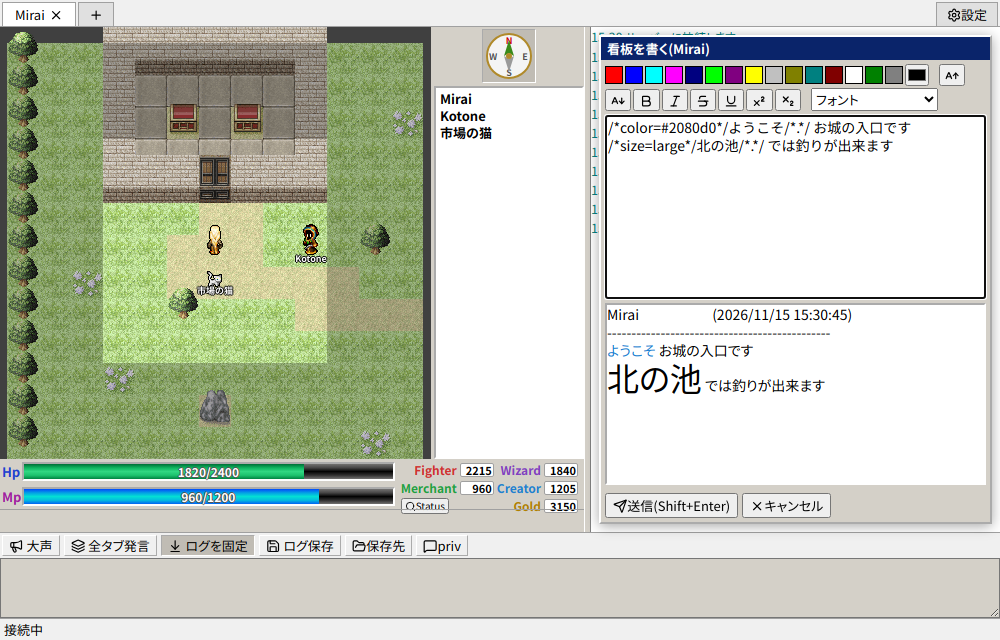 Mirai ×
+
設定
N
W E
S
Mirai
Kotone
市場の猫
Kotone
市場の猫
看板を書く(Mirai)
A
A B I S U x² x₂ フォント
/*color=#2080d0*/ようこそ/*.*/ お城の入口です
/*size=large*/北の池/*.*/ では釣りが出来ます
Mirai (2026/11/15 15:30:45)
----------------------------------------------
ようこそ お城の入口です
北の池 では釣りが出来ます
送信(Shift+Enter) ×キャンセル
Hp 1820/2400
Mp 960/1200
Fighter 2215 Wizard 1840
Merchant 960 Creator 1205
Status Gold 3150
大声 全タブ発言 ログを固定 ログ保存 保存先 priv
接続中